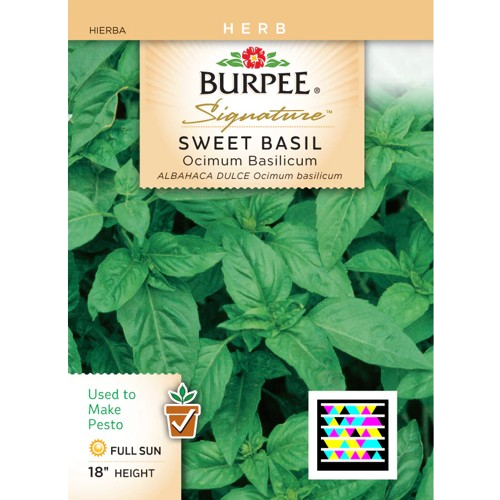 HIERBA HERB
BURPEE®
Signature™
SWEET BASIL
Ocimum Basilicum
ALBAHACA DULCE Ocimum basilicum
Used to
Make
Pesto
FULL SUN
18" HEIGHT